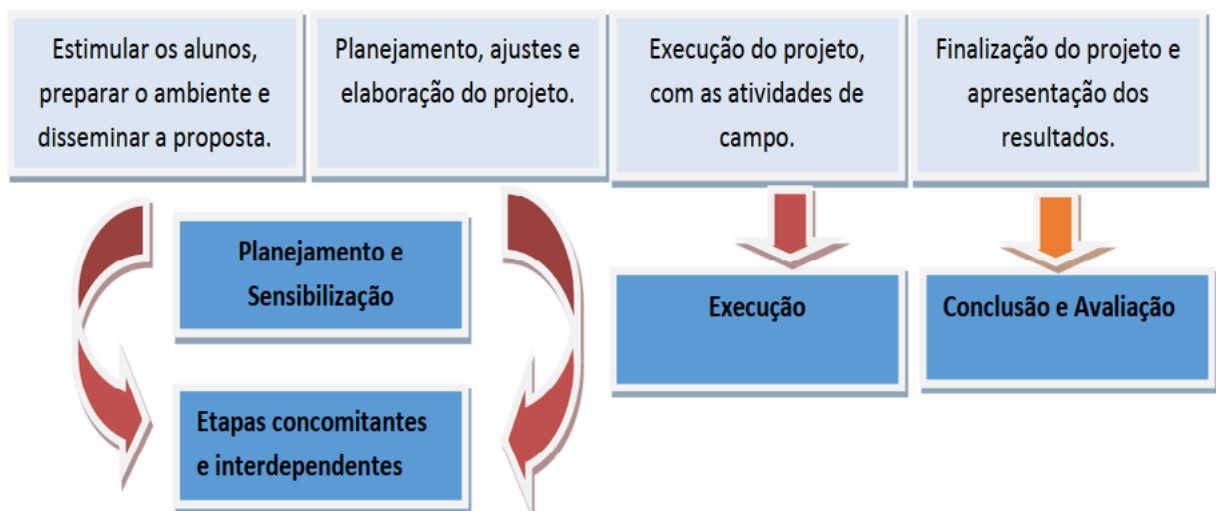 Estimular os alunos,
preparar o ambiente e
disseminar a proposta.
Planejamento, ajustes e
elaboração do projeto.
Execução do projeto,
com as atividades de
campo.
Finalização do projeto e
apresentação dos
resultados.
Planejamento e
Sensibilização
Execução
Conclusão e Avaliação
Etapas concomitantes
e interdependentes